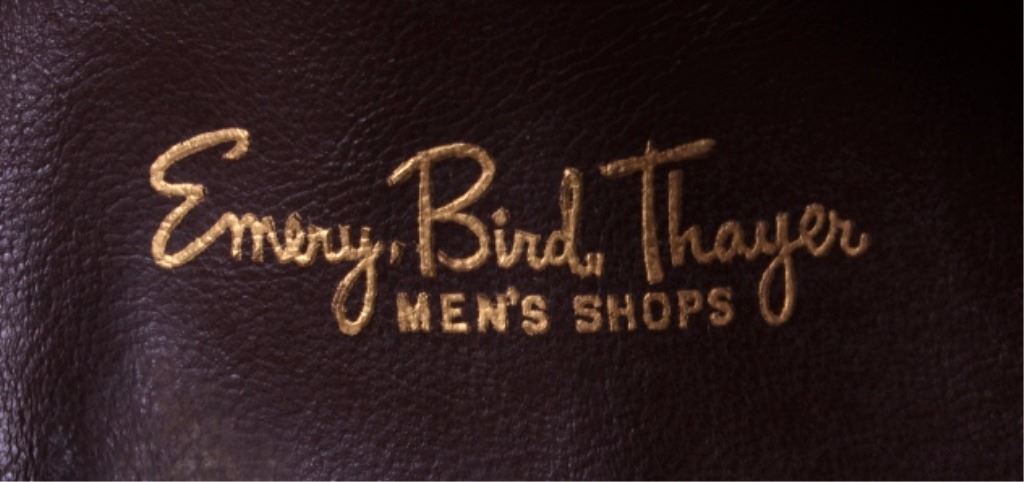 Emery, Bird, Thayer
MEN'S SHOPS